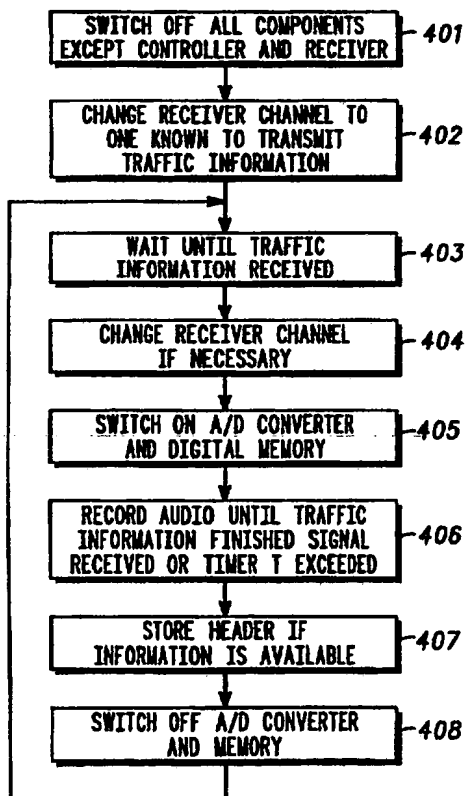 SWITCH OFF ALL COMPONENTS
EXCEPT CONTROLLER AND RECEIVER
401
CHANGE RECEIVER CHANNEL TO
ONE KNOWN TO TRANSMIT
TRAFFIC INFORMATION
402
WAIT UNTIL TRAFFIC
INFORMATION RECEIVED
403
CHANGE RECEIVER CHANNEL
IF NECESSARY
404
SWITCH ON A/D CONVERTER
AND DIGITAL MEMORY
405
RECORD AUDIO UNTIL TRAFFIC
INFORMATION FINISHED SIGNAL
RECEIVED OR TIMER T EXCEEDED
406
STORE HEADER IF
INFORMATION IS AVAILABLE
407
SWITCH OFF A/D CONVERTER
AND MEMORY
408